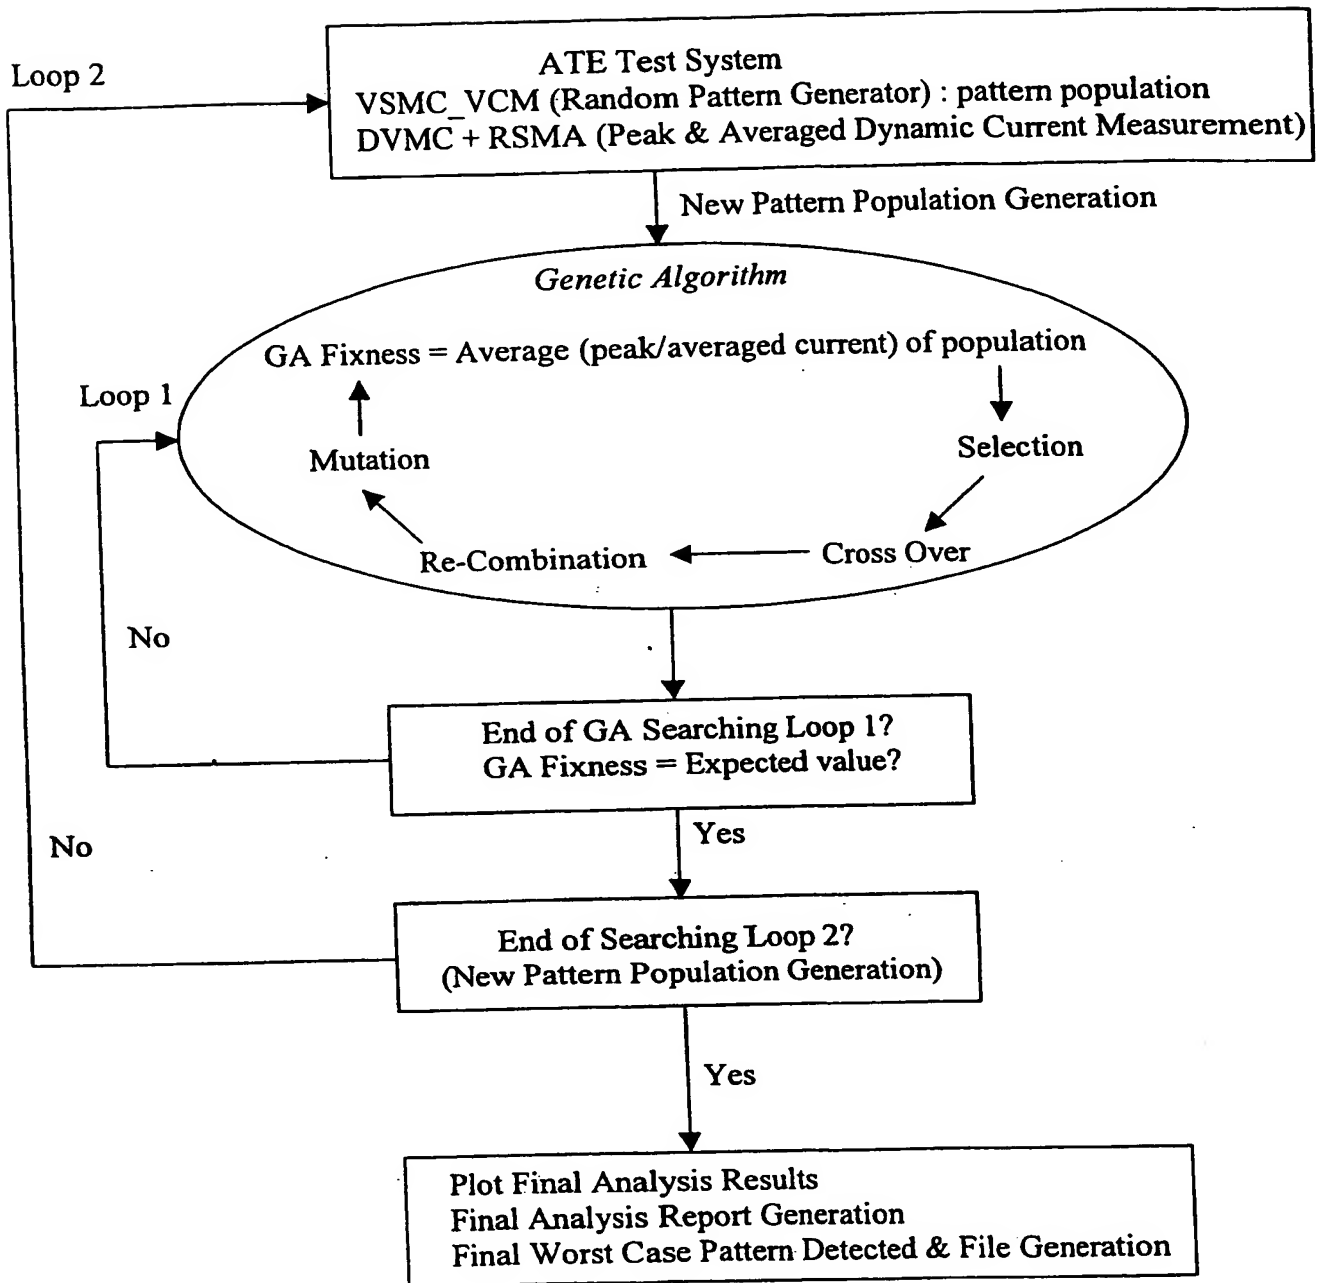 Loop 2
ATE Test System
VSMC_VCM (Random Pattern Generator) : pattern population
DVMC + RSMA (Peak & Averaged Dynamic Current Measurement)
New Pattern Population Generation
Genetic Algorithm
GA Fixness = Average (peak/averaged current) of population
Loop 1
Mutation
Selection
Re-Combination
Cross Over
No
End of GA Searching Loop 1?
GA Fixness = Expected value?
Yes
No
End of Searching Loop 2?
(New Pattern Population Generation)
Yes
Plot Final Analysis Results
Final Analysis Report Generation
Final Worst Case Pattern Detected & File Generation